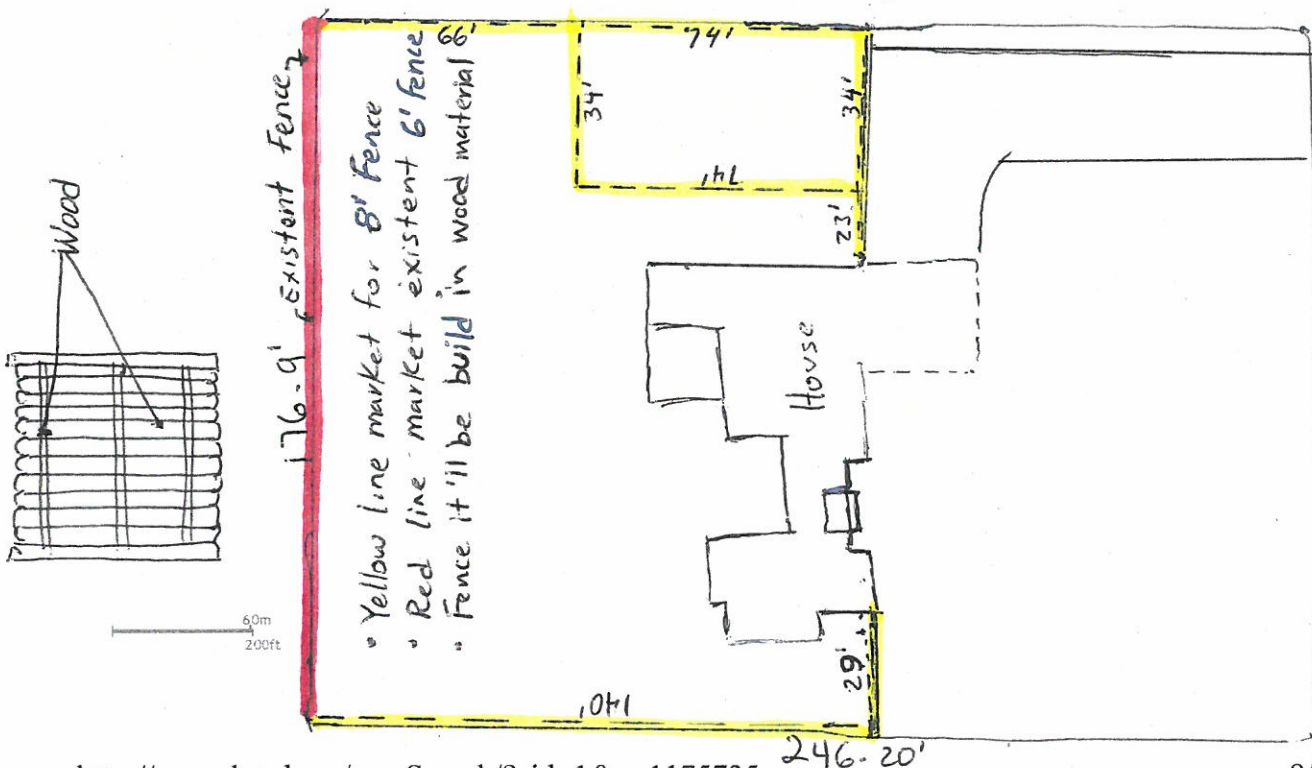 Wood
176.9' Existent Fence
• Yellow line market for 8' Fence
• Red line market existent 6' fence
• Fence it'll be build in wood material
66'
74'
34'
34'
74'
23'
House
29'
140'
246.20'
60m
200ft